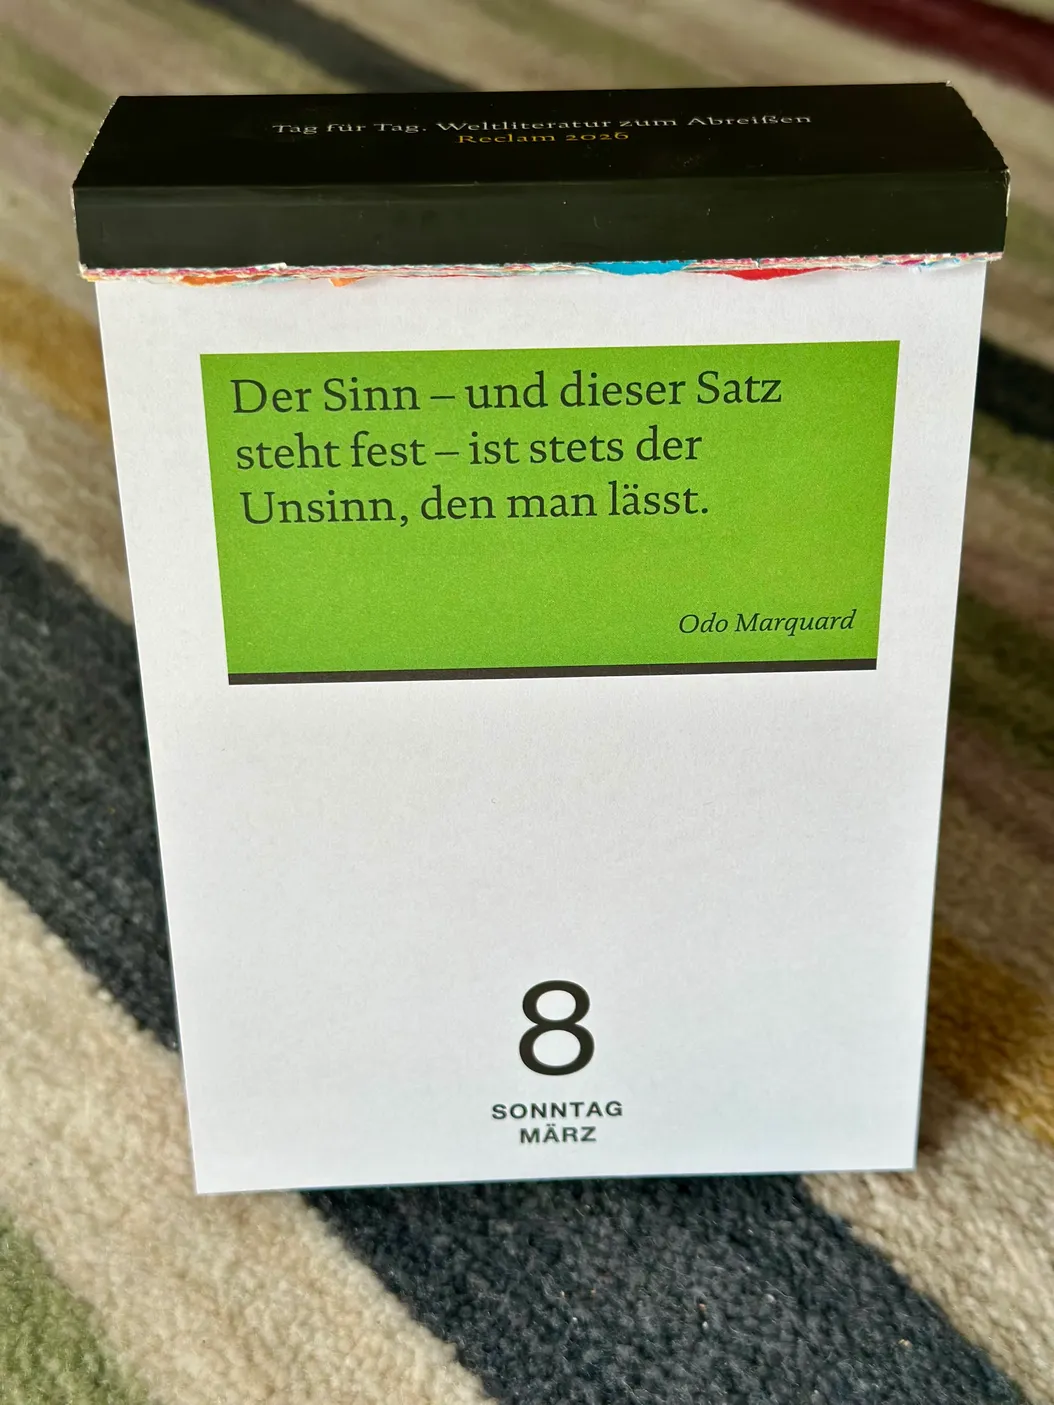 Tag für Tag. Weltliteratur zum Abreißen
Reclam 2026
Der Sinn – und dieser Satz
steht fest – ist stets der
Unsinn, den man lässt.
Odo Marquard
8
SONNTAG
MÄRZ